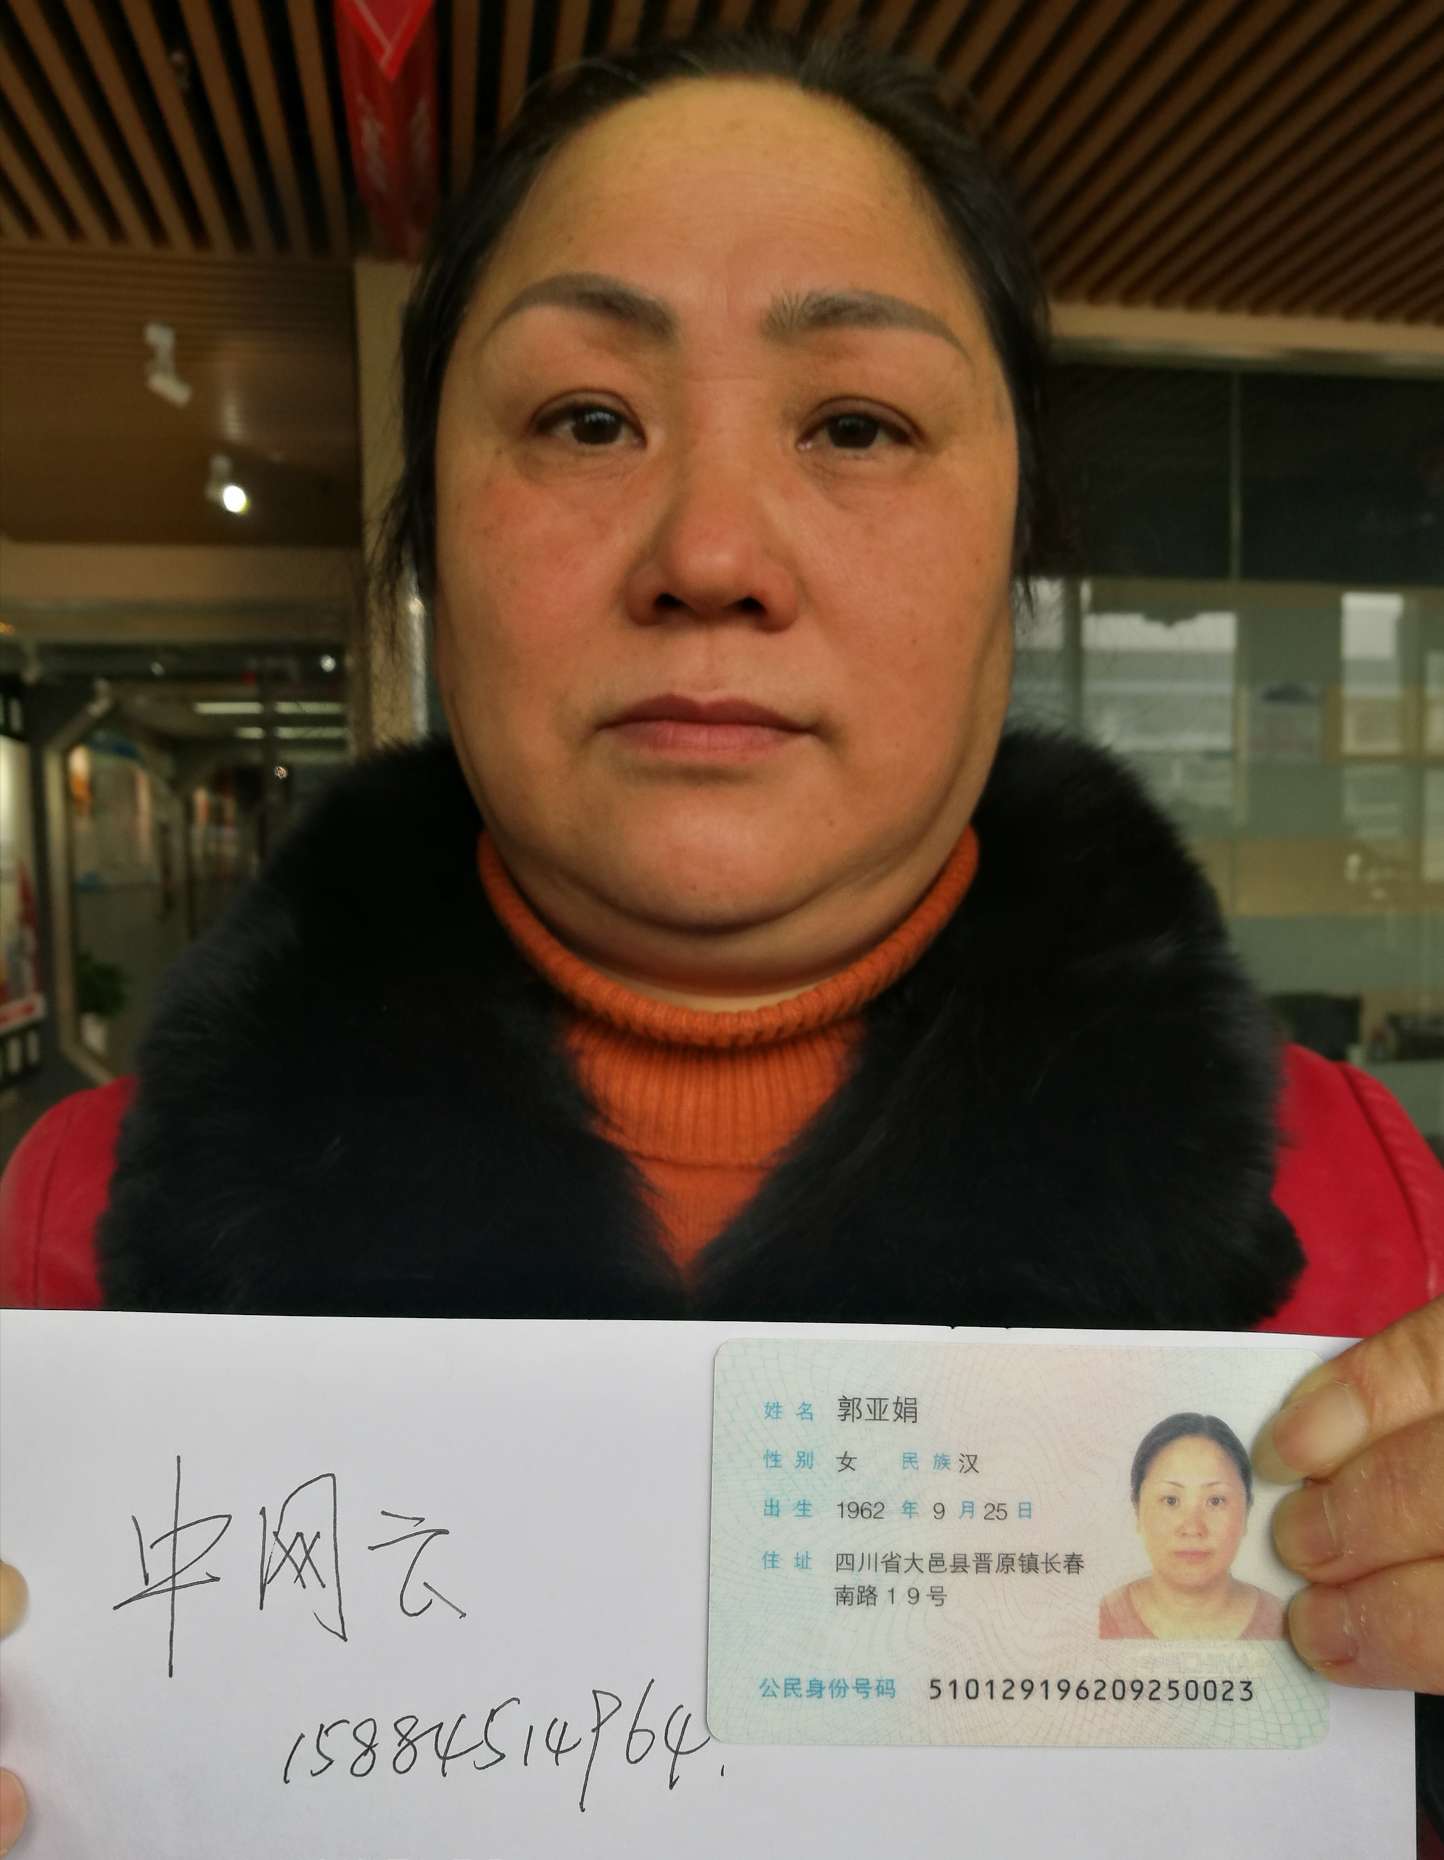 中网云
15884514964.
姓名 郭亚娟
性别 女 民族 汉
出生 1962 年 9 月 25 日
住址 四川省大邑县晋原镇长春
南路19号
公民身份号码 510129196209250023